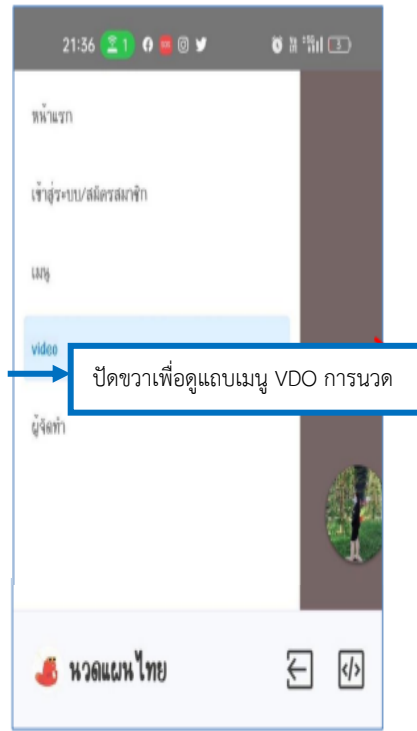 21:36 1
หน้าแรก
เข้าสู่ระบบ/สมัครสมาชิก
เมนู
video
ปัดขวาเพื่อดูแถบเมนู VDO การนวด
ผู้จัดทำ
นวดแผนไทย